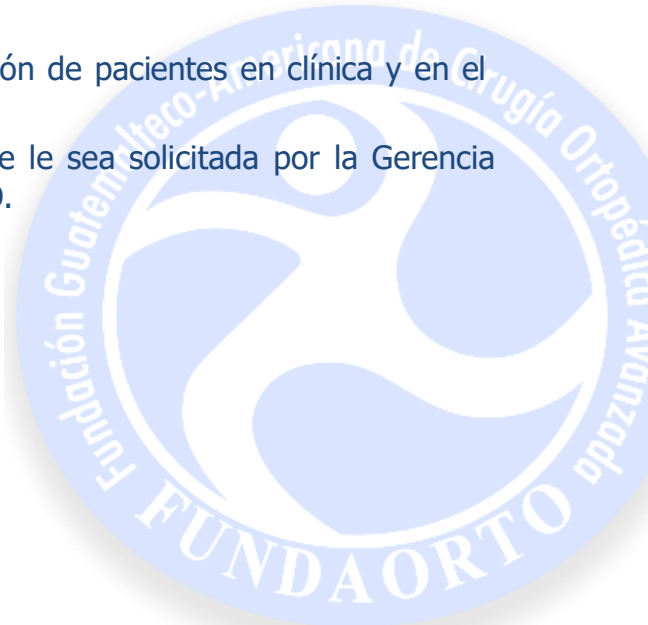 ón de pacientes en clínica y en el
e le sea solicitada por la Gerencia
.
Fundación Guatemalteco-Americana de Cirugía Ortopédica Avanzada
FUNDAORTO